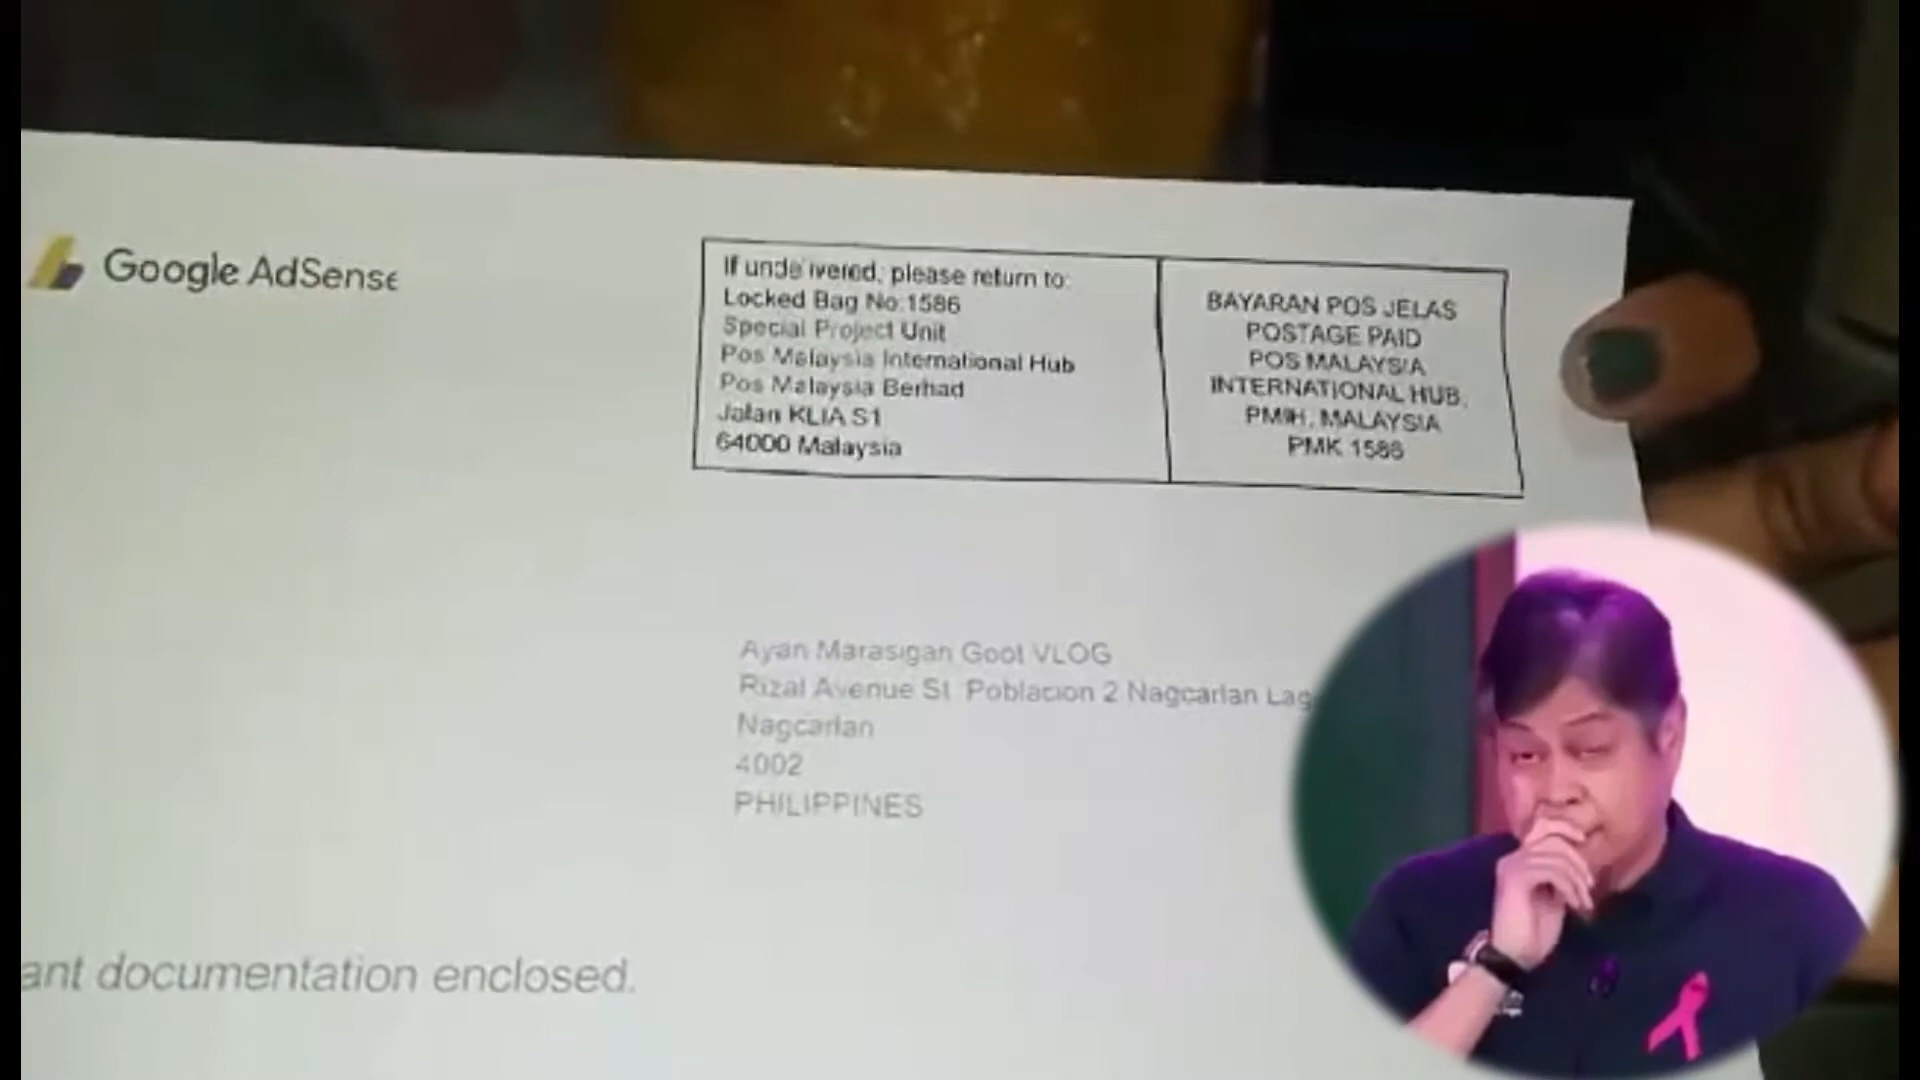 Google AdSense
If undelivered, please return to:
Locked Bag No.1586
Special Project Unit
Pos Malaysia International Hub
Pos Malaysia Berhad
Jalan KLIA S1
64000 Malaysia
BAYARAN POS JELAS
POSTAGE PAID
POS MALAYSIA
INTERNATIONAL HUB,
PMIH, MALAYSIA
PMK 1586
Ayan Marasigan Goot VLOG
Rizal Avenue St Poblacion 2 Nagcarlan Lag
Nagcarlan
4002
PHILIPPINES
ant documentation enclosed.